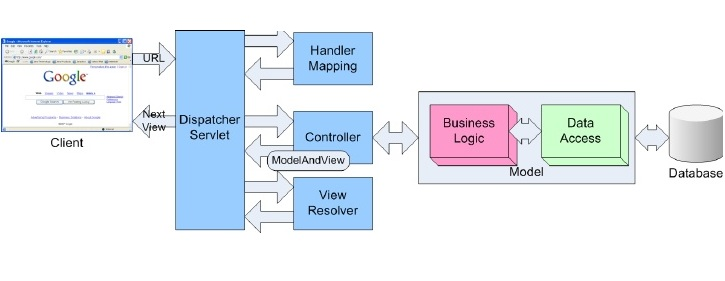 Google
URL
Next
View
Client
Dispatcher
Servlet
Handler
Mapping
Controller
ModelAndView
View
Resolver
Business
Logic
Data
Access
Model
Database